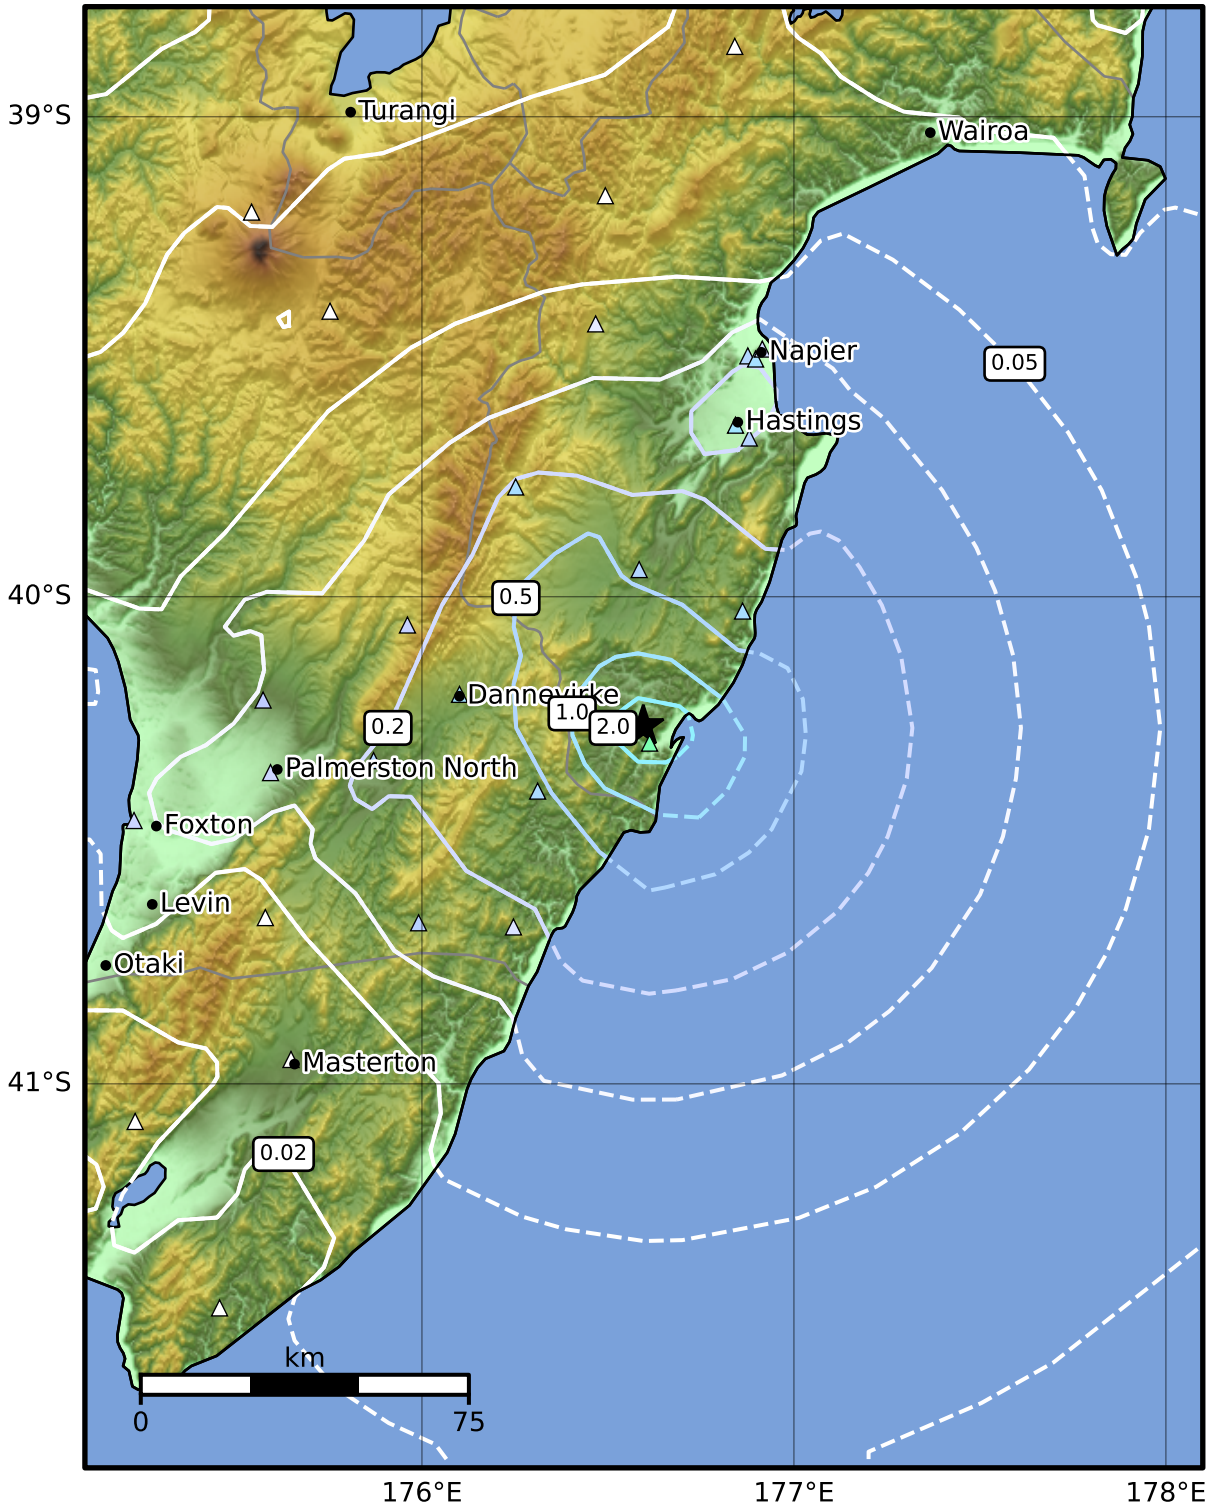 Turangi
39°S
Wairoa
Napier
0.05
Hastings
40°S
0.5
Dannevirke
1.0
2.0
0.2
Palmerston North
Foxton
Levin
Otaki
Masterton
41°S
0.02
km
0 75
176°E 177°E 178°E